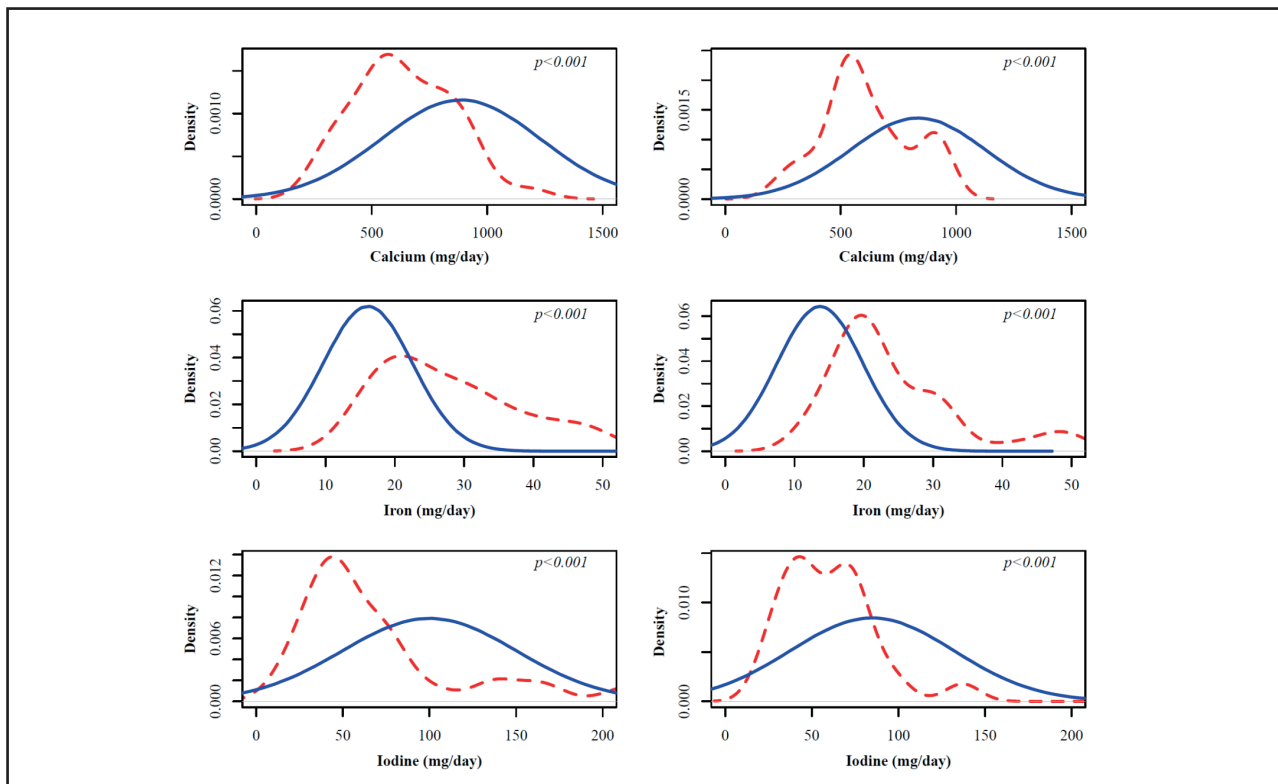 p<0.001
Density
0.0000 0.0010
0 500 1000 1500
Calcium (mg/day)
p<0.001
Density
0.0000 0.0015
0 500 1000 1500
Calcium (mg/day)
p<0.001
Density
0.00 0.02 0.04 0.06
0 10 20 30 40 50
Iron (mg/day)
p<0.001
Density
0.00 0.02 0.04 0.06
0 10 20 30 40 50
Iron (mg/day)
p<0.001
Density
0.000 0.006 0.012
0 50 100 150 200
Iodine (mg/day)
p<0.001
Density
0.000 0.010
0 50 100 150 200
Iodine (mg/day)